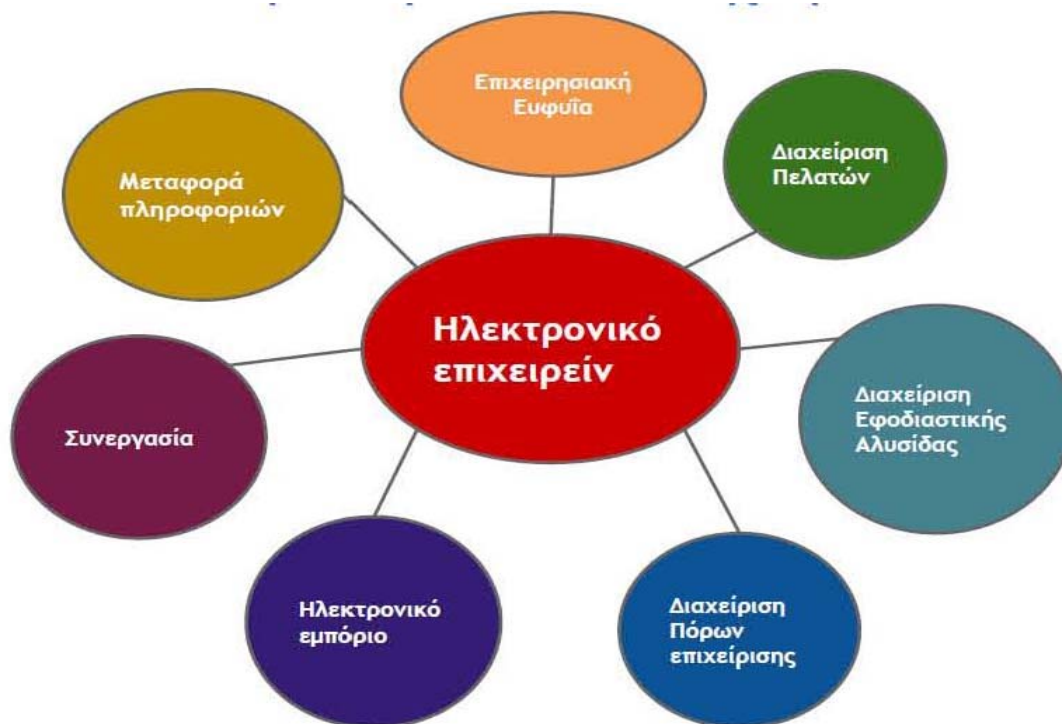 Επιχειρησιακή
Ευφυΐα
Διαχείριση
Πελατών
Μεταφορά
πληροφοριών
Ηλεκτρονικό
επιχειρείν
Διαχείριση
Εφοδιαστικής
Αλυσίδας
Συνεργασία
Ηλεκτρονικό
εμπόριο
Διαχείριση
Πόρων
επιχείρισης